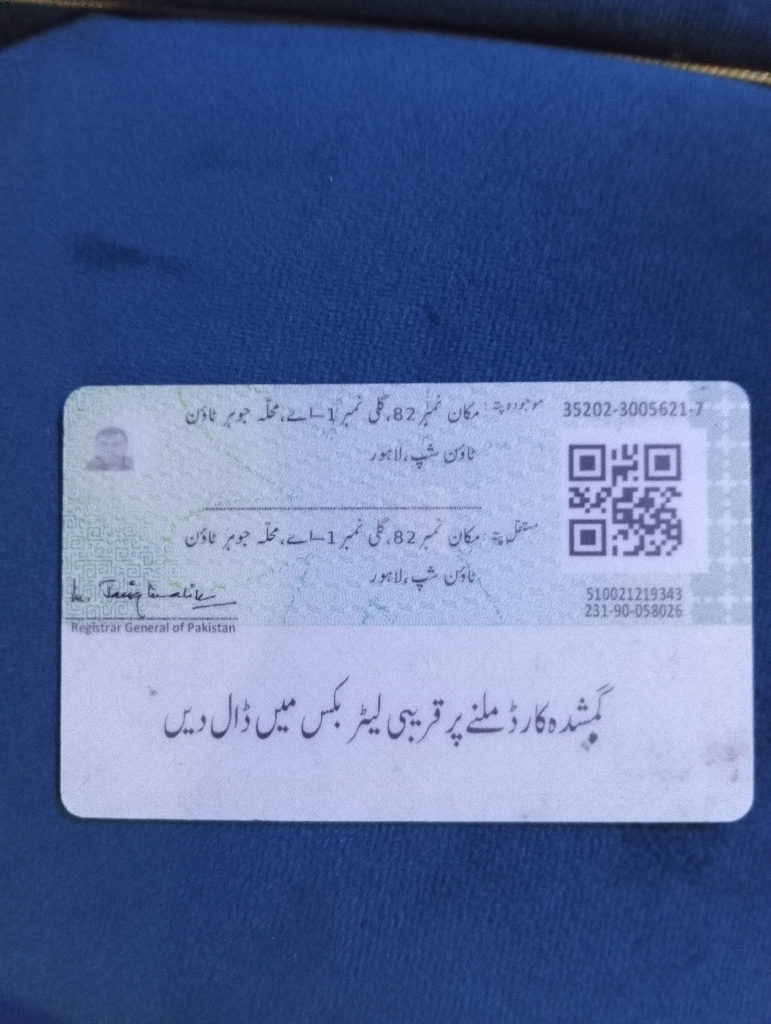 35202-3005621-7
موجودہ پتہ: مکان نمبر 82، گلی نمبر 1-اے، محلّہ جوہر ٹاؤن
ٹاؤن شپ، لاہور
مستقل پتہ: مکان نمبر 82، گلی نمبر 1-اے، محلّہ جوہر ٹاؤن
ٹاؤن شپ، لاہور
510021219343
231-90-058026
Registrar General of Pakistan
گمشدہ کارڈ ملنے پر قریبی لیٹر بکس میں ڈال دیں